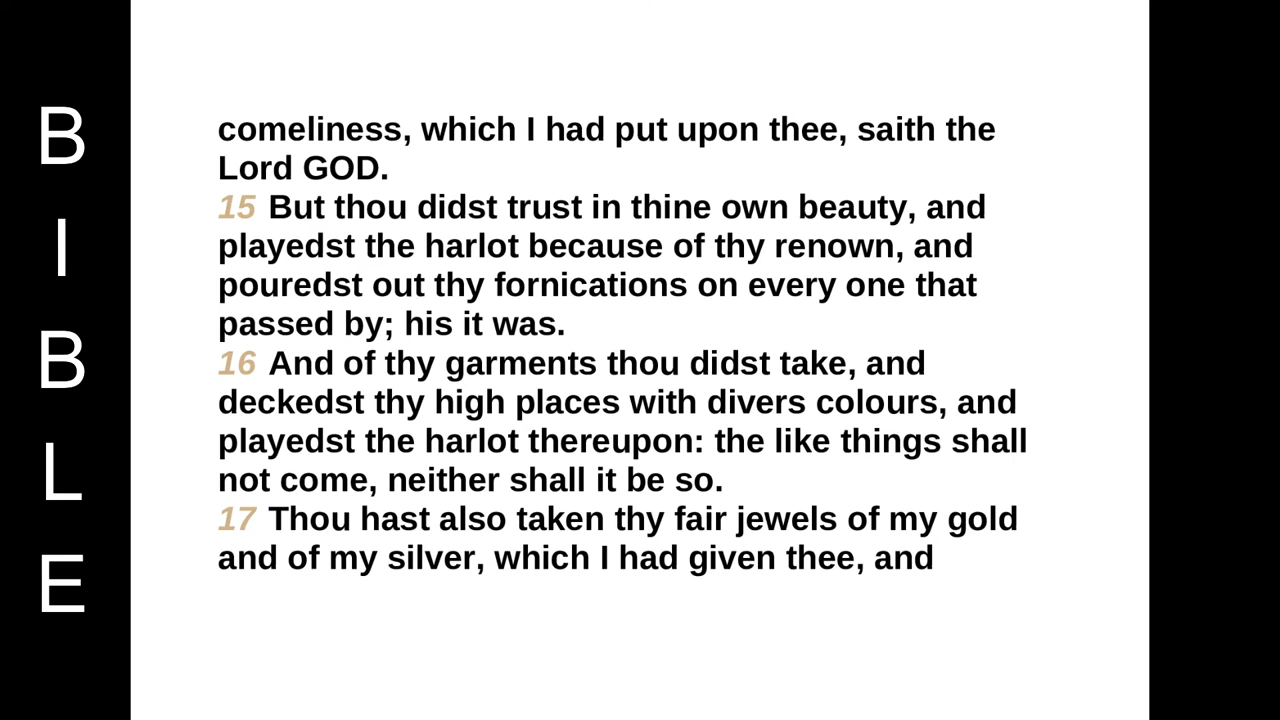 B
I
B
L
E
comeliness, which I had put upon thee, saith the
Lord GOD.
15 But thou didst trust in thine own beauty, and
playedst the harlot because of thy renown, and
pouredst out thy fornications on every one that
passed by; his it was.
16 And of thy garments thou didst take, and
deckedst thy high places with divers colours, and
playedst the harlot thereupon: the like things shall
not come, neither shall it be so.
17 Thou hast also taken thy fair jewels of my gold
and of my silver, which I had given thee, and